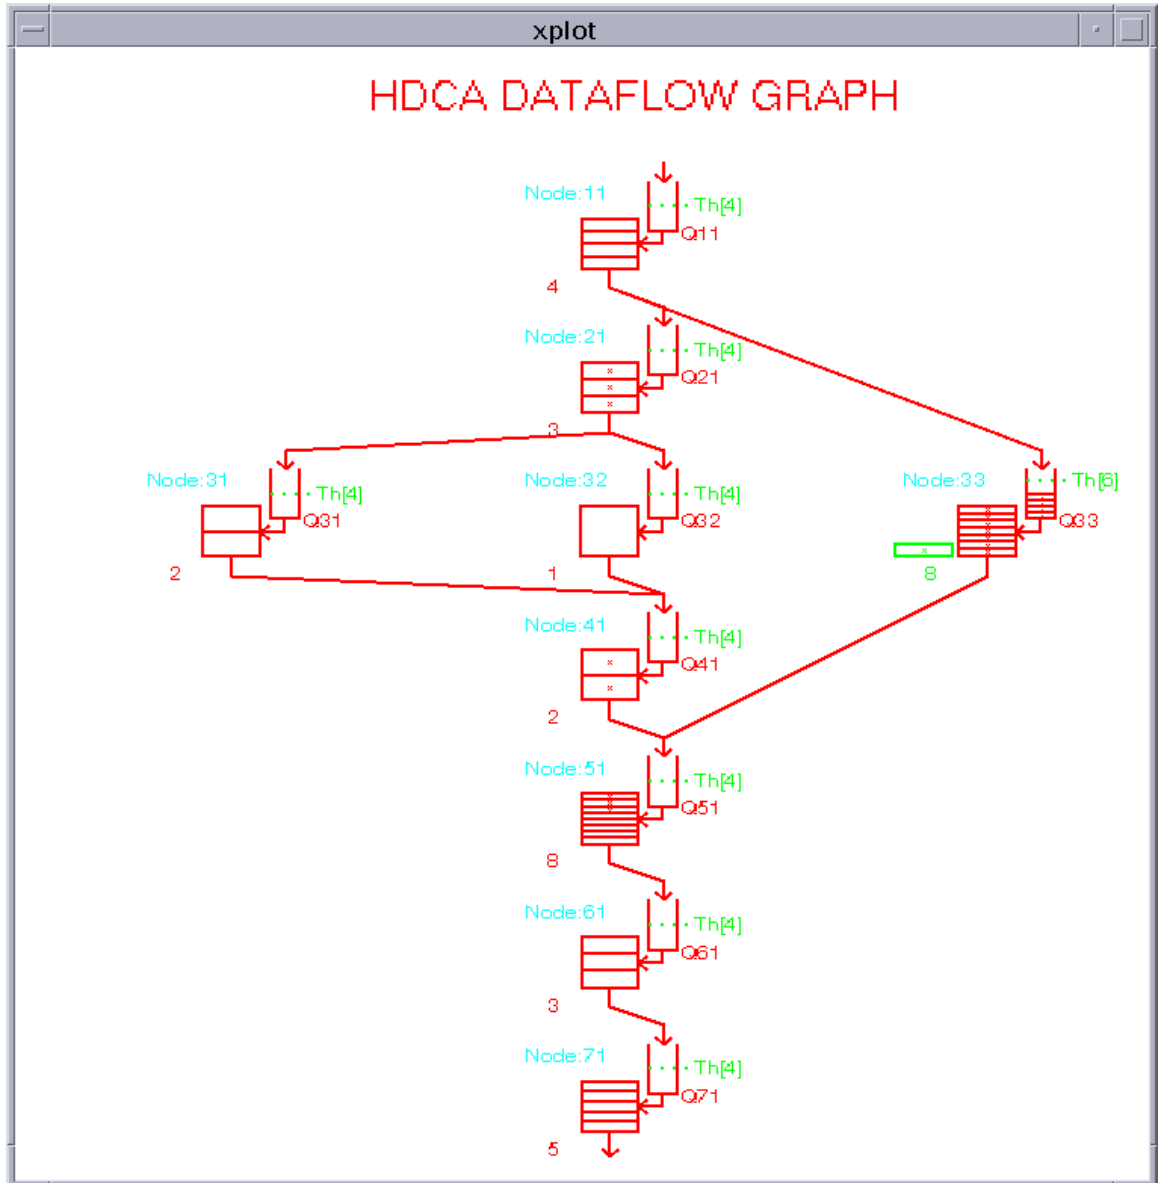 xplot
HDCA DATAFLOW GRAPH
Node:11
Th[4]
Q11
4
Node:21
Th[4]
Q21
3
Node:31
Th[4]
Q31
2
Node:32
Th[4]
Q32
1
Node:33
Th[6]
Q33
8
Node:41
Th[4]
Q41
2
Node:51
Th[4]
Q51
8
Node:61
Th[4]
Q61
3
Node:71
Th[4]
Q71
5